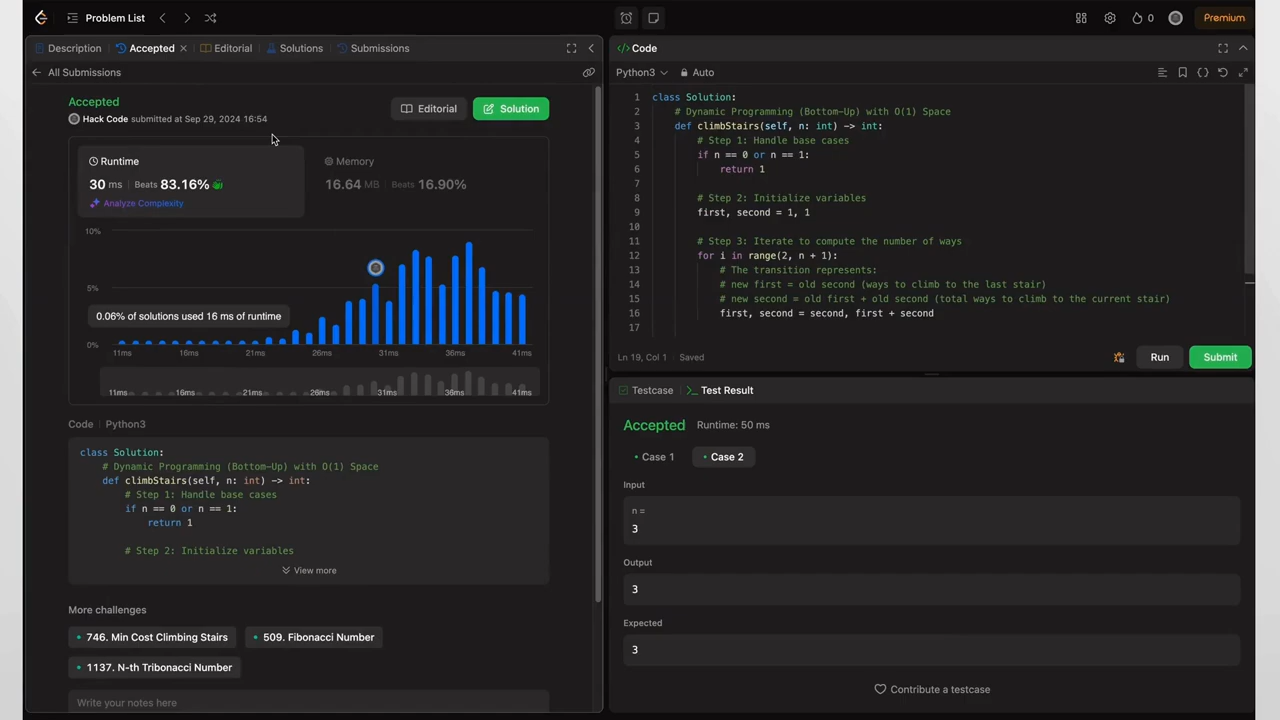 Problem List
0
Premium
Description
Accepted
Editorial
Solutions
Submissions
All Submissions
Accepted
Hack Code submitted at Sep 29, 2024 16:54
Editorial
Solution
Runtime
30 ms | Beats 83.16%
Analyze Complexity
Memory
16.64 MB | Beats 16.90%
10%
5%
0%
0.06% of solutions used 16 ms of runtime
11ms 16ms 21ms 26ms 31ms 36ms 41ms
11ms 16ms 21ms 26ms 31ms 36ms 41ms
Code | Python3
class Solution:
# Dynamic Programming (Bottom-Up) with O(1) Space
def climbStairs(self, n: int) -> int:
# Step 1: Handle base cases
if n == 0 or n == 1:
return 1
# Step 2: Initialize variables
View more
More challenges
746. Min Cost Climbing Stairs
509. Fibonacci Number
1137. N-th Tribonacci Number
Write your notes here
</> Code
Python3
Auto
1 class Solution:
2 # Dynamic Programming (Bottom-Up) with O(1) Space
3 def climbStairs(self, n: int) -> int:
4 # Step 1: Handle base cases
5 if n == 0 or n == 1:
6 return 1
7
8 # Step 2: Initialize variables
9 first, second = 1, 1
10
11 # Step 3: Iterate to compute the number of ways
12 for i in range(2, n + 1):
13 # The transition represents:
14 # new first = old second (ways to climb to the last stair)
15 # new second = old first + old second (total ways to climb to the current stair)
16 first, second = second, first + second
17
Ln 19, Col 1 Saved
Run
Submit
Testcase
Test Result
Accepted Runtime: 50 ms
Case 1
Case 2
Input
n =
3
Output
3
Expected
3
Contribute a testcase